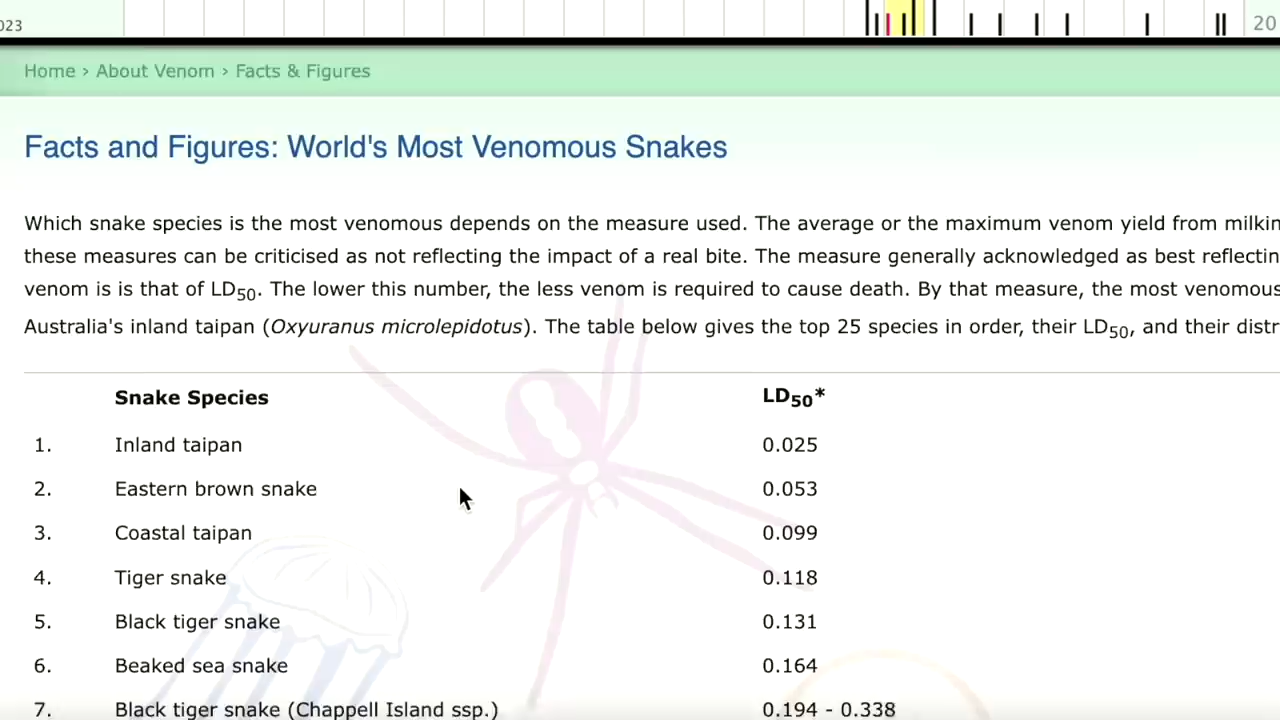 023
20
Home › About Venom › Facts & Figures
Facts and Figures: World's Most Venomous Snakes
Which snake species is the most venomous depends on the measure used. The average or the maximum venom yield from
these measures can be criticised as not reflecting the impact of a real bite. The measure generally acknowledged as best
venom is is that of LD50. The lower this number, the less venom is required to cause death. By that measure, the most venomous
Australia's inland taipan (Oxyuranus microlepidotus). The table below gives the top 25 species in order, their LD50, and their
Snake Species LD50*
1. Inland taipan 0.025
2. Eastern brown snake 0.053
3. Coastal taipan 0.099
4. Tiger snake 0.118
5. Black tiger snake 0.131
6. Beaked sea snake 0.164
7. Black tiger snake (Chappell Island ssp.) 0.194 - 0.338